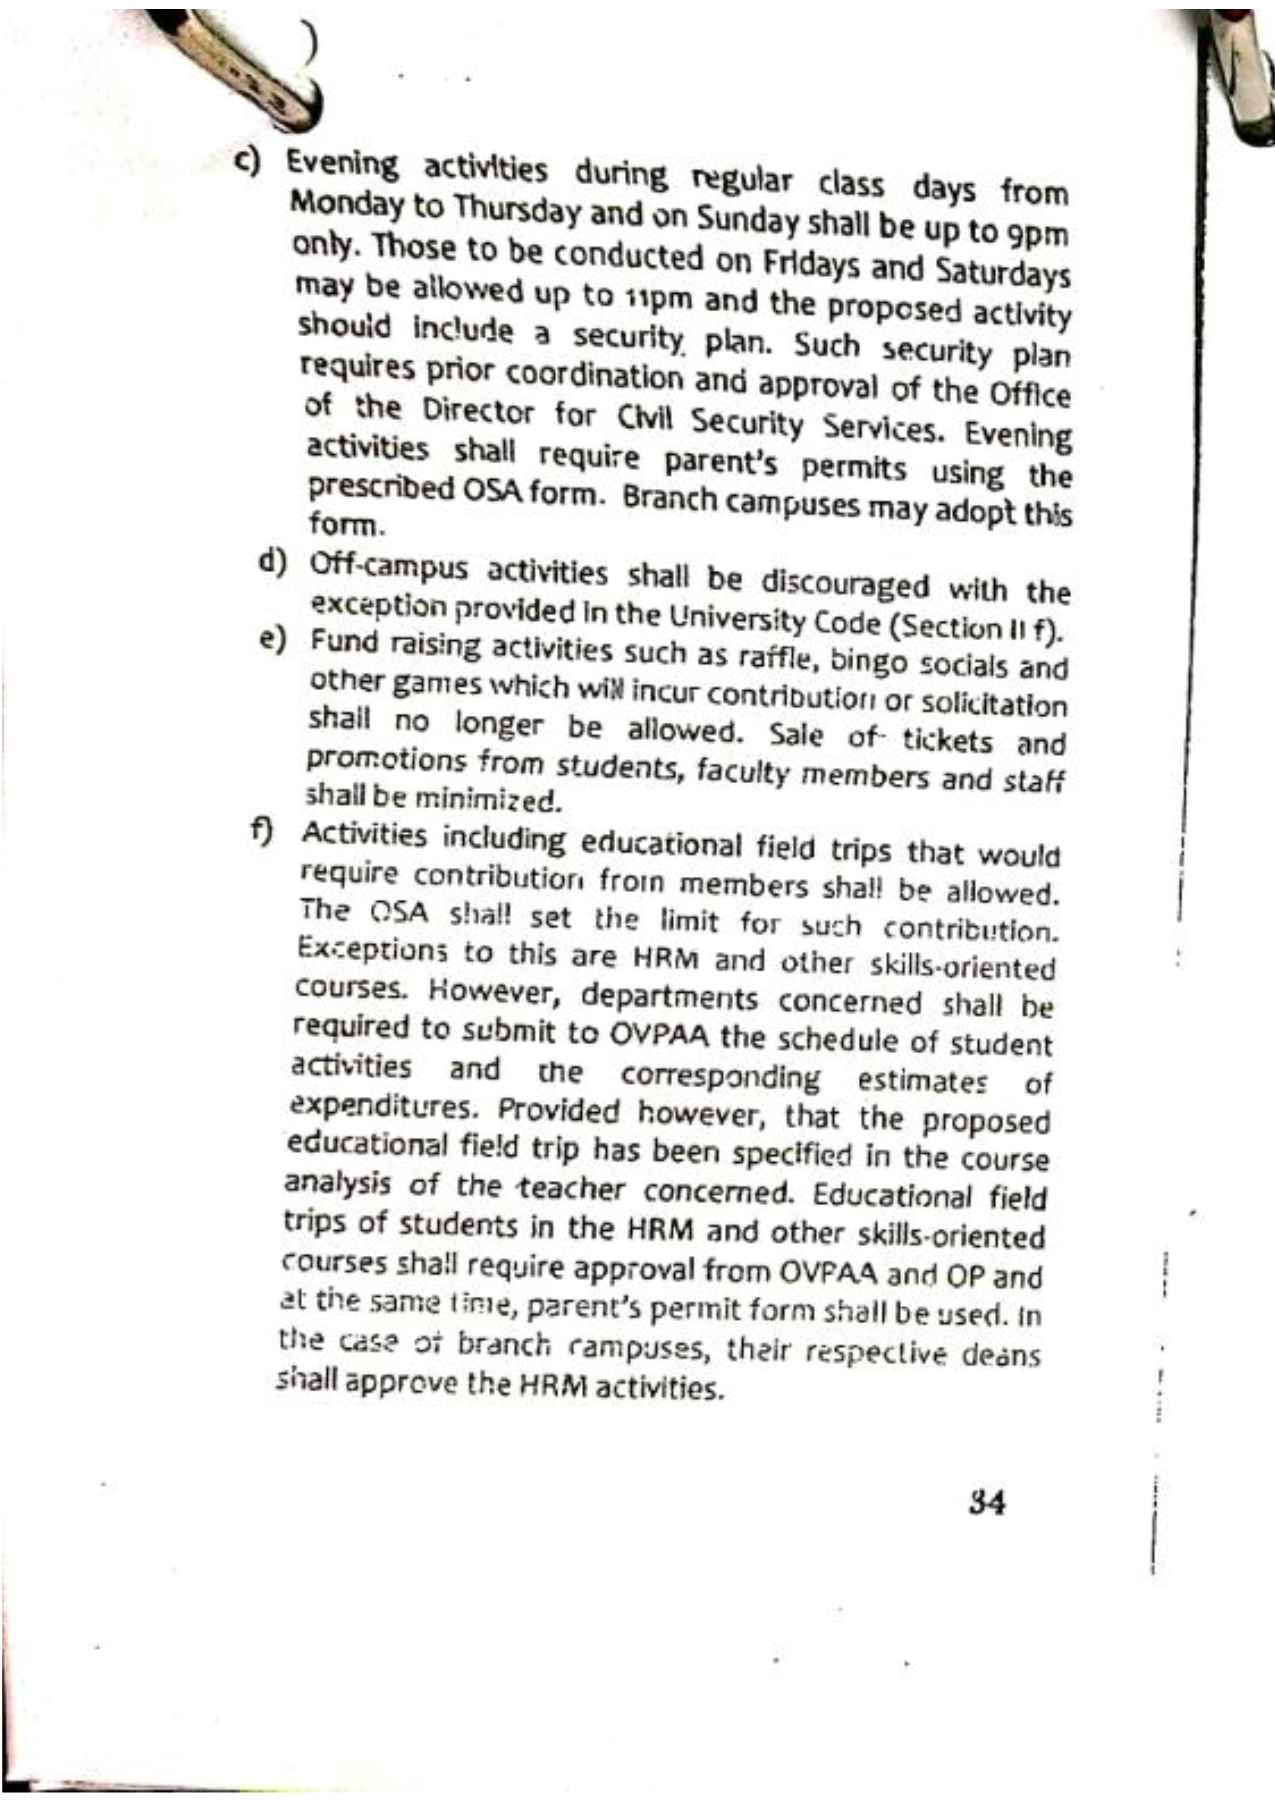 c) Evening activities during regular class days from
Monday to Thursday and on Sunday shall be up to 9pm
only. Those to be conducted on Fridays and Saturdays
may be allowed up to 11pm and the proposed activity
should include a security plan. Such security plan
requires prior coordination and approval of the Office
of the Director for Civil Security Services. Evening
activities shall require parent's permits using the
prescribed OSA form. Branch campuses may adopt this
form.
d) Off-campus activities shall be discouraged with the
exception provided in the University Code (Section II f).
e) Fund raising activities such as raffle, bingo socials and
other games which will incur contribution or solicitation
shall no longer be allowed. Sale of tickets and
promotions from students, faculty members and staff
shall be minimized.
f) Activities including educational field trips that would
require contribution from members shall be allowed.
The OSA shall set the limit for such contribution.
Exceptions to this are HRM and other skills-oriented
courses. However, departments concerned shall be
required to submit to OVPAA the schedule of student
activities and the corresponding estimates of
expenditures. Provided however, that the proposed
educational field trip has been specified in the course
analysis of the teacher concerned. Educational field
trips of students in the HRM and other skills-oriented
courses shall require approval from OVPAA and OP and
at the same time, parent's permit form shall be used. In
the case of branch campuses, their respective deans
shall approve the HRM activities.
34